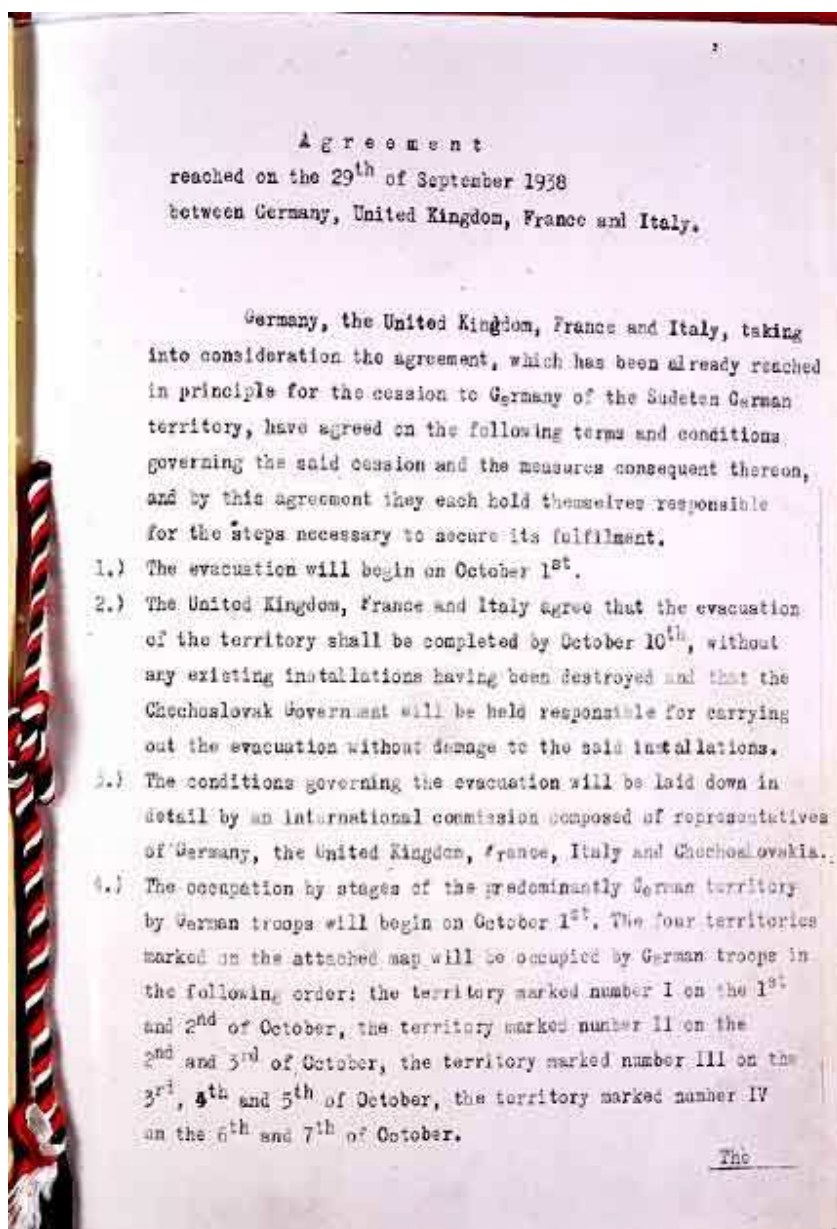 A g r e e m e n t
reached on the 29th of September 1938
between Germany, United Kingdom, France and Italy.
Germany, the United Kingdom, France and Italy, taking
into consideration the agreement, which has been already reached
in principle for the cession to Germany of the Sudeten German
territory, have agreed on the following terms and conditions
governing the said cession and the measures consequent thereon,
and by this agreement they each hold themselves responsible
for the steps necessary to secure its fulfilment.
1.) The evacuation will begin on October 1st.
2.) The United Kingdom, France and Italy agree that the evacuation
of the territory shall be completed by October 10th, without
any existing installations having been destroyed and that the
Chechoslovak Government will be held responsible for carrying
out the evacuation without damage to the said installations.
3.) The conditions governing the evacuation will be laid down in
detail by an international commission composed of representatives
of Germany, the United Kingdom, France, Italy and Chechoslovakia.
4.) The occupation by stages of the predominantly German territory
by German troops will begin on October 1st. The four territories
marked on the attached map will be occupied by German troops in
the following order: the territory marked number I on the 1st
and 2nd of October, the territory marked number II on the
2nd and 3rd of October, the territory marked number III on the
3rd, 4th and 5th of October, the territory marked number IV
on the 6th and 7th of October.
The